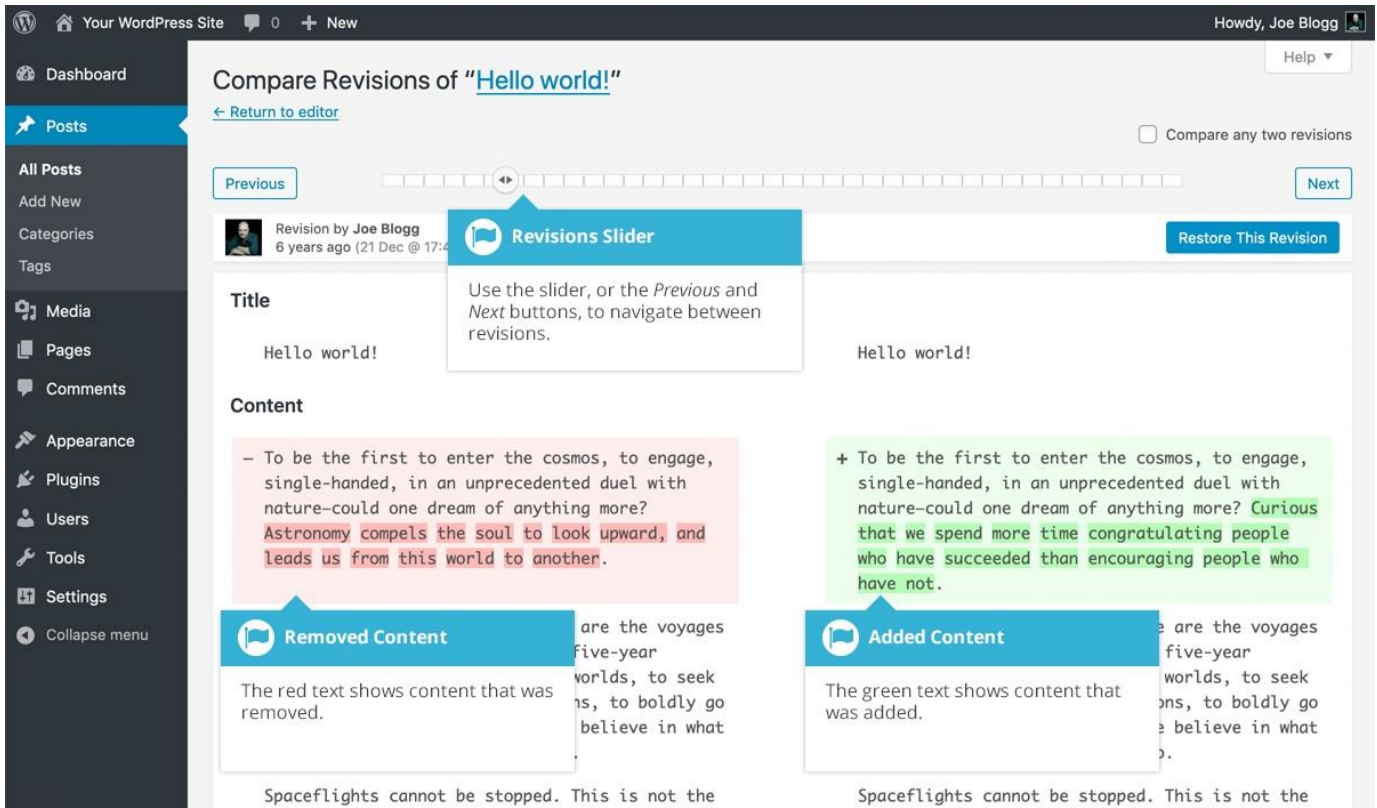 Your WordPress Site 0 + New Howdy, Joe Blogg
Help
Dashboard
Posts
All Posts
Add New
Categories
Tags
Media
Pages
Comments
Appearance
Plugins
Users
Tools
Settings
Collapse menu
Compare Revisions of “Hello world!”
← Return to editor
Compare any two revisions
Previous
Next
Revision by Joe Blogg
6 years ago (21 Dec @ 17:4
Restore This Revision
Revisions Slider
Use the slider, or the Previous and
Next buttons, to navigate between
revisions.
Title
Hello world!
Hello world!
Content
– To be the first to enter the cosmos, to engage,
single-handed, in an unprecedented duel with
nature—could one dream of anything more?
Astronomy compels the soul to look upward, and
leads us from this world to another.
+ To be the first to enter the cosmos, to engage,
single-handed, in an unprecedented duel with
nature—could one dream of anything more? Curious
that we spend more time congratulating people
who have succeeded than encouraging people who
have not.
Removed Content
The red text shows content that was
removed.
are the voyages
five-year
worlds, to seek
to boldly go
believe in what
Added Content
The green text shows content that
was added.
are the voyages
five-year
worlds, to seek
to boldly go
believe in what
Spaceflights cannot be stopped. This is not the
Spaceflights cannot be stopped. This is not the